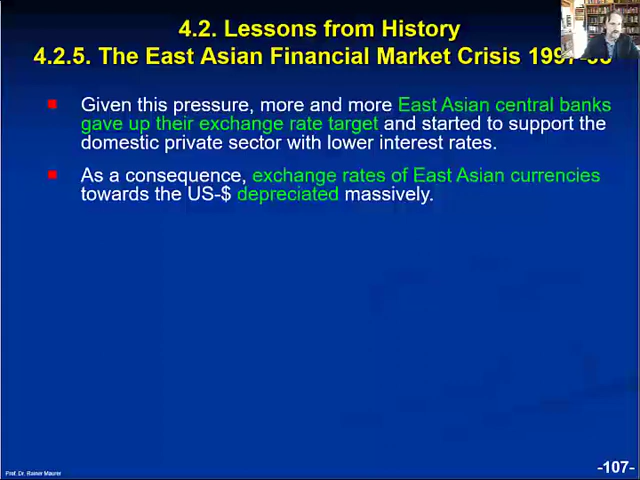 4.2. Lessons from History
4.2.5. The East Asian Financial Market Crisis 1997-
Given this pressure, more and more East Asian central banks
gave up their exchange rate target and started to support the
domestic private sector with lower interest rates.
As a consequence, exchange rates of East Asian currencies
towards the US-$ depreciated massively.
Prof. Dr. Rainer Maurer
-107-